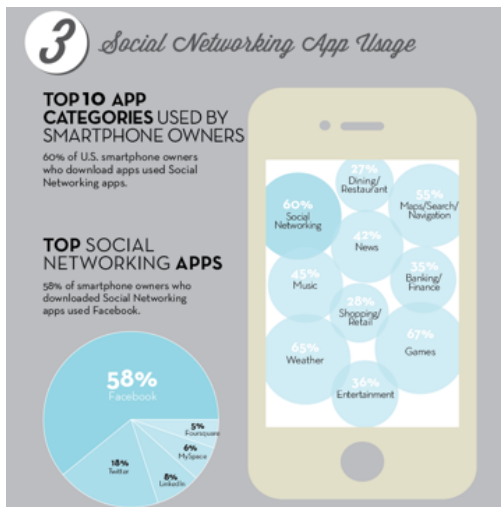 3 Social Networking App Usage
TOP 10 APP
CATEGORIES USED BY
SMARTPHONE OWNERS
60% of U.S. smartphone owners
who download apps used Social
Networking apps.
TOP SOCIAL
NETWORKING APPS
58% of smartphone owners who
downloaded Social Networking
apps used Facebook.
58%
Facebook
5%
Foursquare
6%
MySpace
8%
LinkedIn
18%
Twitter
27%
Dining/
Restaurant
60%
Social
Networking
55%
Maps/Search/
Navigation
42%
News
45%
Music
35%
Banking/
Finance
28%
Shopping/
Retail
65%
Weather
67%
Games
36%
Entertainment